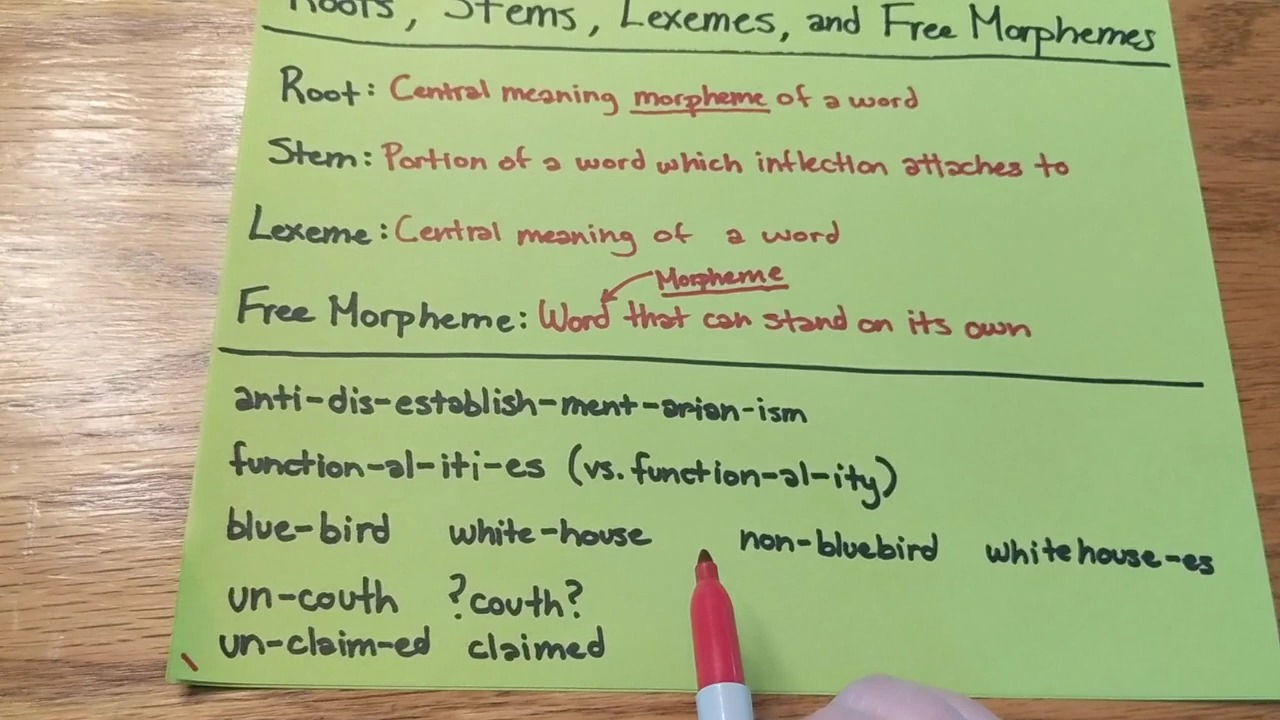 Roots, Stems, Lexemes, and Free Morphemes
Root: Central meaning morpheme of a word
Stem: Portion of a word which inflection attaches to
Lexeme: Central meaning of a word
Morpheme
Free Morpheme: Word that can stand on its own
anti-dis-establish-ment-arian-ism
function-al-iti-es (vs. function-al-ity)
blue-bird white-house non-bluebird whitehouse-es
un-couth ?couth?
un-claim-ed claimed